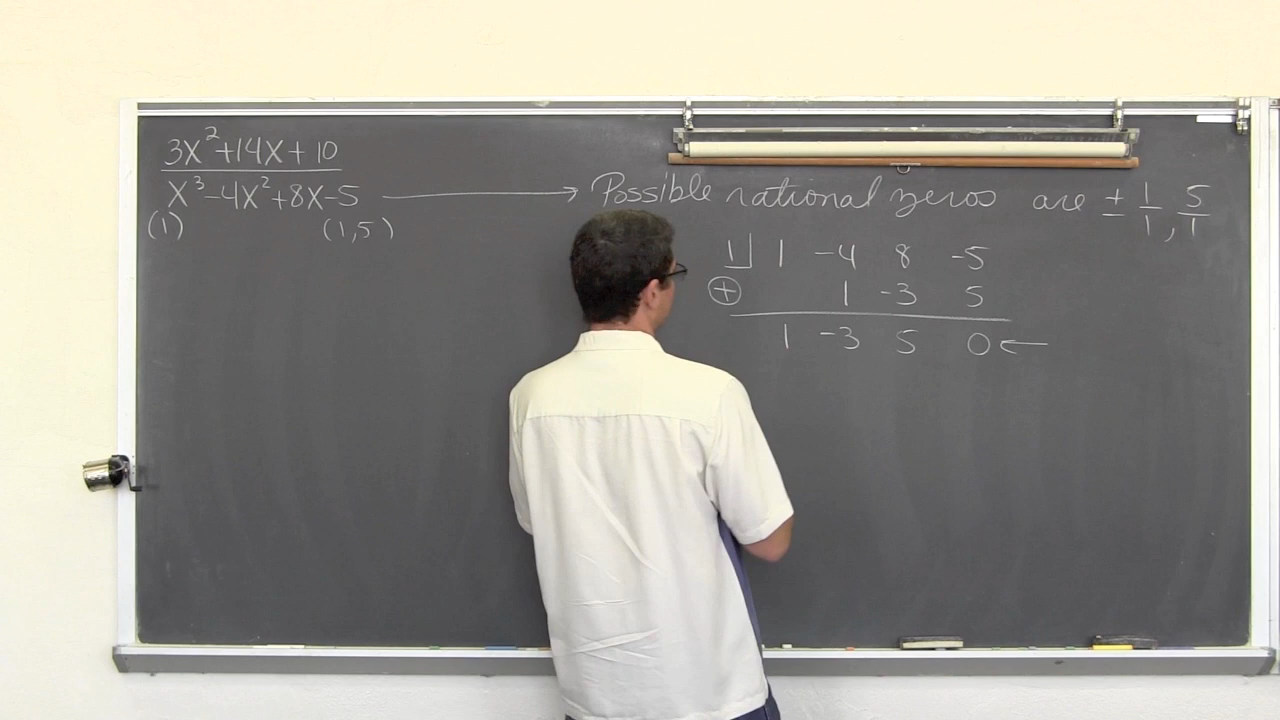 3x²+14x+10
x³-4x²+8x-5 → Possible rational zeros are ± 1/1, 5/1
(1) (1,5)
1⌋ 1 -4 8 -5
⊕ 1 -3 5
1 -3 5 0 ←